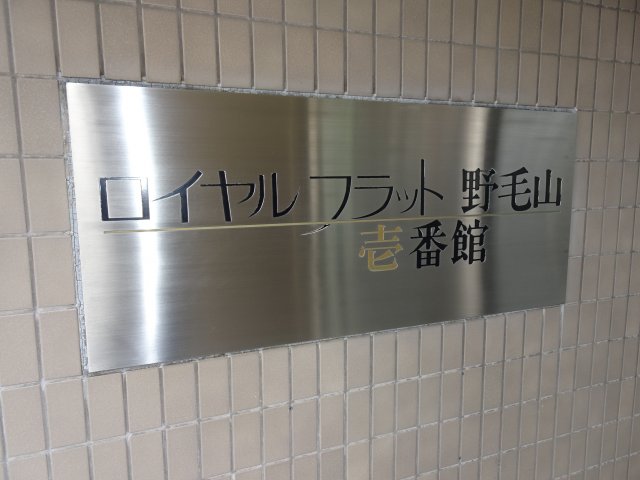 ロイヤルフラット 野毛山
壱番館